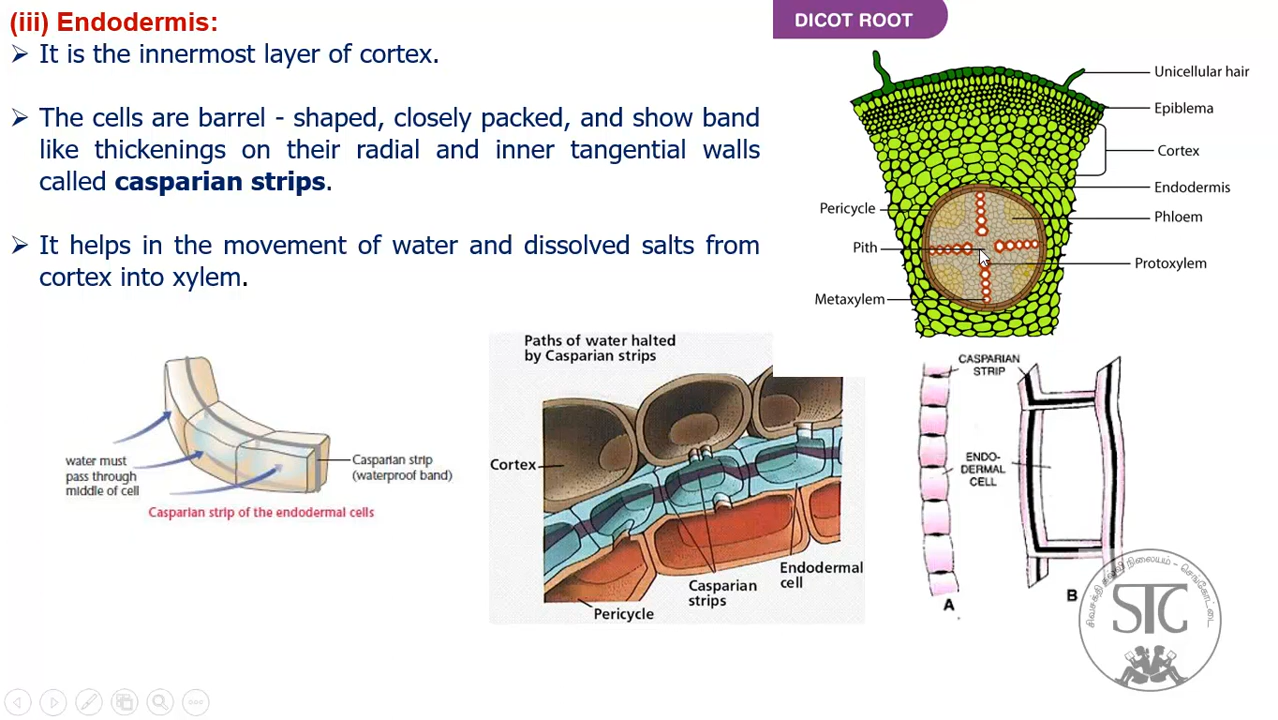 (iii) Endodermis:
➢ It is the innermost layer of cortex.
➢ The cells are barrel - shaped, closely packed, and show band
like thickenings on their radial and inner tangential walls
called casparian strips.
➢ It helps in the movement of water and dissolved salts from
cortex into xylem.
DICOT ROOT
Unicellular hair
Epiblema
Cortex
Endodermis
Pericycle
Phloem
Pith
Protoxylem
Metaxylem
water must
pass through
middle of cell
Casparian strip
(waterproof band)
Casparian strip of the endodermal cells
Paths of water halted
by Casparian strips
Cortex
Casparian
strips
Endodermal
cell
Pericycle
CASPARIAN
STRIP
ENDO-
DERMAL
CELL
A
B
சிவசக்தி கல்வி நிலையம் - செங்கோட்டை
STC